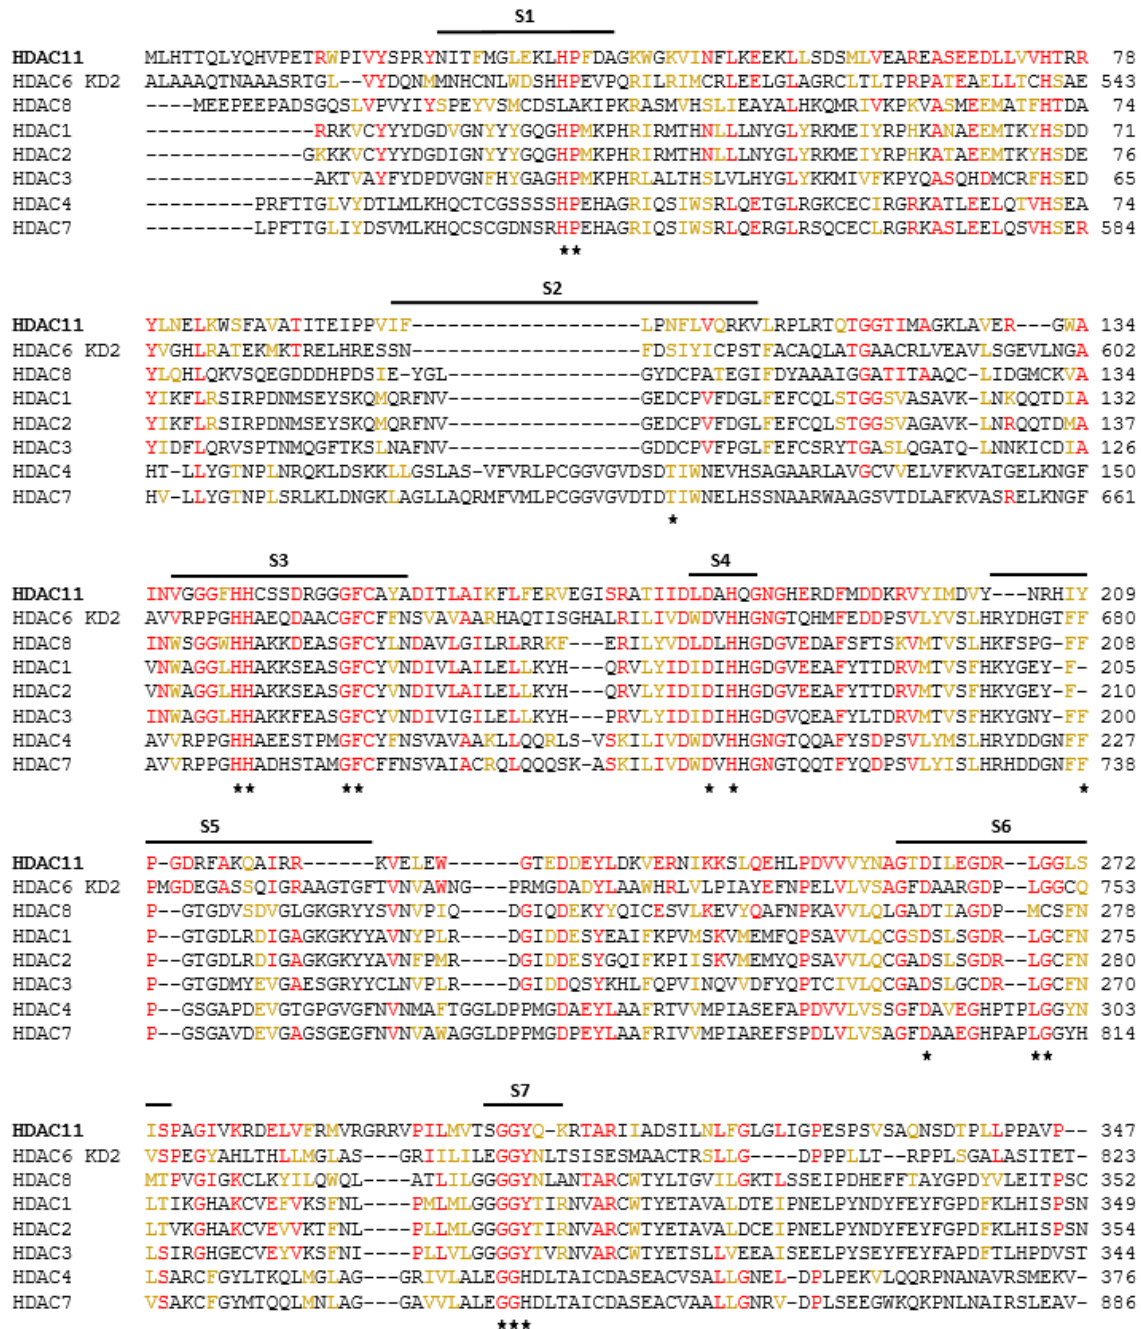 S1
HDAC11 MLHTTQLYQHVPETRWPIVYSPRYNITFMGLEKLHPFDAGKWGKVINFLKEEKLLSDSMLVEAREASEEDLLVVHTRR 78
HDAC6 KD2 ALAAAQTNAAASRTGL--VYDQNMMNHCNLWDSHHPEVPQRILRIMCRLEELGLAGRCLTLTPRPATEAELLTCHSAE 543
HDAC8 ----MEEPEEPADSGQSLVPVYIYSPEYVSMCDSLAKIPKRASMVHSLIEAYALHKQMRIVKPKVASMEEMATFHTDA 74
HDAC1 --------------RRKVCYYYDGDVGNYYYGQGHPMKPHRIRMTHNLLLNYGLYRKMEIYRPHKANAEEMTKYHSDD 71
HDAC2 -------------GKKKVCYYYDGDIGNYYYGQGHPMKPHRIRMTHNLLLNYGLYRKMEIYRPHKATAEEMTKYHSDE 76
HDAC3 --------------AKTVAYFYDPDVGNFHYGAGHPMKPHRLALTHSLVLHYGLYKKMIVFKPYQASQHDMCRFHSED 65
HDAC4 ---------PRFTTGLVYDTLMLKHQCTCGSSSSHPEHAGRIQSIWSRLQETGLRGKCECIRGRKATLEELQTVHSEA 74
HDAC7 ---------LPFTTGLIYDSVMLKHQCSCGDNSRHPEHAGRIQSIWSRLQERGLRSQCECLRGRKASLEELQSVHSER 584
**
S2
HDAC11 YLNELKWSFAVATITEIPPVIF-------------------LPNFLVQRKVLRPLRTQTGGTIMAGKLAVER---GWA 134
HDAC6 KD2 YVGHLRATEKMKTRELHRESSN-------------------FDSIYICPSTFACAQLATGAACRLVEAVLSGEVLNGA 602
HDAC8 YLQHLQKVSQEGDDDHPDSIE-YGL----------------GYDCPATEGIFDYAAAIGGATITAAQC-LIDGMCKVA 134
HDAC1 YIKFLRSIRPDNMSEYSKQMQRFNV----------------GEDCPVFDGLFEFCQLSTGGSVASAVK-LNKQQTDIA 132
HDAC2 YIKFLRSIRPDNMSEYSKQMQRFNV----------------GEDCPVFDGLFEFCQLSTGGSVAGAVK-LNRQQTDMA 137
HDAC3 YIDFLQRVSPTNMQGFTKSLNAFNV----------------GDDCPVFPGLFEFCSRYTGASLQGATQ-LNNKICDIA 126
HDAC4 HT-LLYGTNPLNRQKLDSKKLLGSLAS-VFVRLPCGGVGVDSDTIWNEVHSAGAARLAVGCVVELVFKVATGELKNGF 150
HDAC7 HV-LLYGTNPLSRLKLDNGKLAGLLAQRMFVMLPCGGVGVDTDTIWNELHSSNAARWAAGSVTDLAFKVASRELKNGF 661
*
S3 S4
HDAC11 INVGGGFHHCSSDRGGGFCAYADITLAIKFLFERVEGISRATIIDLDAHQGNGHERDFMDDKRVYIMDVY---NRHIY 209
HDAC6 KD2 AVVRPPGHHAEQDAACGFCFFNSVAVAARHAQTISGHALRILIVDWDVHHGNGTQHMFEDDPSVLYVSLHRYDHGTFF 680
HDAC8 INWSGGWHHAKKDEASGFCYLNDAVLGILRLRRKF---ERILYVDLDLHHGDGVEDAFSFTSKVMTVSLHKFSPG-FF 208
HDAC1 VNWAGGLHHAKKSEASGFCYVNDIVLAILELLKYH---QRVLYIDIDIHHGDGVEEAFYTTDRVMTVSFHKYGEY-F- 205
HDAC2 VNWAGGLHHAKKSEASGFCYVNDIVLAILELLKYH---QRVLYIDIDIHHGDGVEEAFYTTDRVMTVSFHKYGEY-F- 210
HDAC3 INWAGGLHHAKKFEASGFCYVNDIVIGILELLKYH---PRVLYIDIDIHHGDGVQEAFYLTDRVMTVSFHKYGNY-FF 200
HDAC4 AVVRPPGHHAEESTPMGFCYFNSVAVAAKLLQQRLS-VSKILIVDWDVHHGNGTQQAFYSDPSVLYMSLHRYDDGNFF 227
HDAC7 AVVRPPGHHADHSTAMGFCFFNSVAIACRQLQQQSK-ASKILIVDWDVHHGNGTQQTFYQDPSVLYISLHRHDDGNFF 738
** ** * * *
S5 S6
HDAC11 P-GDRFAKQAIRR------KVELEW------GTEDDEYLDKVERNIKKSLQEHLPDVVVYNAGTDILEGDR--LGGLS 272
HDAC6 KD2 PMGDEGASSQIGRAAGTGFTVNVAWNG---PRMGDADYLAAWHRLVLPIAYEFNPELVLVSAGFDAARGDP--LGGCQ 753
HDAC8 P--GTGDVSDVGLGKGRYYSVNVPIQ----DGIQDEKYYQICESVLKEVYQAFNPKAVVLQLGADTIAGDP--MCSFN 278
HDAC1 P--GTGDLRDIGAGKGKYYAVNYPLR----DGIDDESYEAIFKPVMSKVMEMFQPSAVVLQCGSDSLSGDR--LGCFN 275
HDAC2 P--GTGDLRDIGAGKGKYYAVNFPMR----DGIDDESYGQIFKPIISKVMEMYQPSAVVLQCGADSLSGDR--LGCFN 280
HDAC3 P--GTGDMYEVGAESGRYYCLNVPLR----DGIDDQSYKHLFQPVINQVVDFYQPTCIVLQCGADSLGCDR--LGCFN 270
HDAC4 P--GSGAPDEVGTGPGVGFNVNMAFTGGLDPPMGDAEYLAAFRTVVMPIASEFAPDVVLVSSGFDAVEGHPTPLGGYN 303
HDAC7 P--GSGAVDEVGAGSGEGFNVNVAWAGGLDPPMGDPEYLAAFRIVVMPIAREFSPDLVLVSAGFDAAEGHPAPLGGYH 814
* **
S7
HDAC11 ISPAGIVKRDELVFRMVRGRRVPILMVTSGGYQ-KRTARIIADSILNLFGLGLIGPESPSVSAQNSDTPLLPPAVP-- 347
HDAC6 KD2 VSPEGYAHLTHLLMGLAS---GRIILILEGGYNLTSISESMAACTRSLLG----DPPPLLT--RPPLSGALASITET- 823
HDAC8 MTPVGIGKCLKYILQWQL----ATLILGGGGYNLANTARCWTYLTGVILGKTLSSEIPDHEFFTAYGPDYVLEITPSC 352
HDAC1 LTIKGHAKCVEFVKSFNL----PMLMLGGGGYTIRNVARCWTYETAVALDTEIPNELPYNDYFEYFGPDFKLHISPSN 349
HDAC2 LTVKGHAKCVEVVKTFNL----PLLMLGGGGYTIRNVARCWTYETAVALDCEIPNELPYNDYFEYFGPDFKLHISPSN 354
HDAC3 LSIRGHGECVEYVKSFNI----PLLVLGGGGYTVRNVARCWTYETSLLVEEAISEELPYSEYFEYFAPDFTLHPDVST 344
HDAC4 LSARCFGYLTKQLMGLAG---GRIVLALEGGHDLTAICDASEACVSALLGNEL-DPLPEKVLQQRPNANAVRSMEKV- 376
HDAC7 VSAKCFGYMTQQLMNLAG---GAVVLALEGGHDLTAICDASEACVAALLGNRV-DPLSEEGWKQKPNLNAIRSLEAV- 886
***